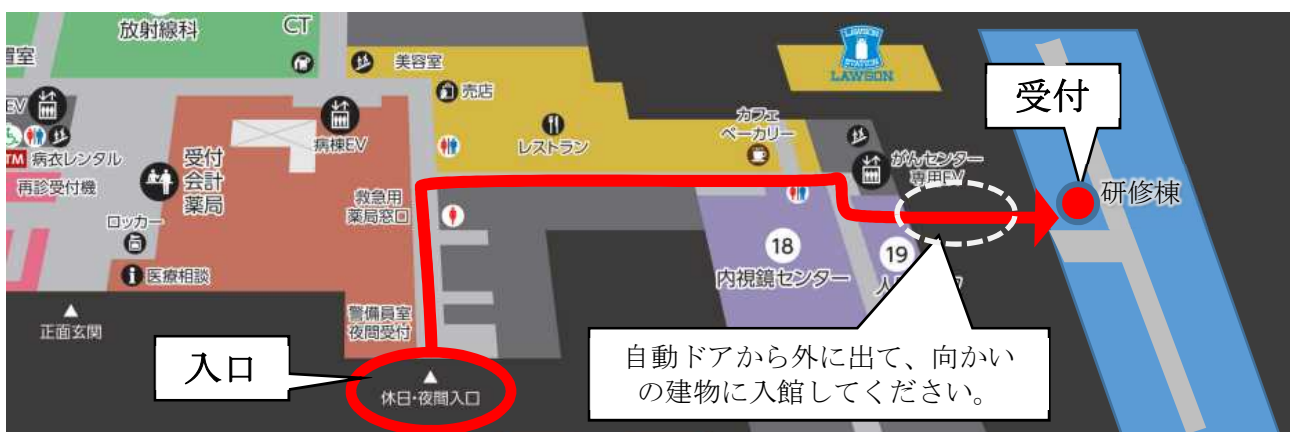 放射線科
CT
置室
美容室
売店
LAWSON
STATION
LAWSON
受付
EV
病棟EV
レストラン
カフェ
ベーカリー
がんセンター
専用EV
TM
病衣レンタル
再診受付機
受付
会計
薬局
救急用
薬局窓口
研修棟
ロッカー
医療相談
18
内視鏡センター
19
人
正面玄関
警備員室
夜間受付
入口
休日・夜間入口
自動ドアから外に出て、向かい
の建物に入館してください。